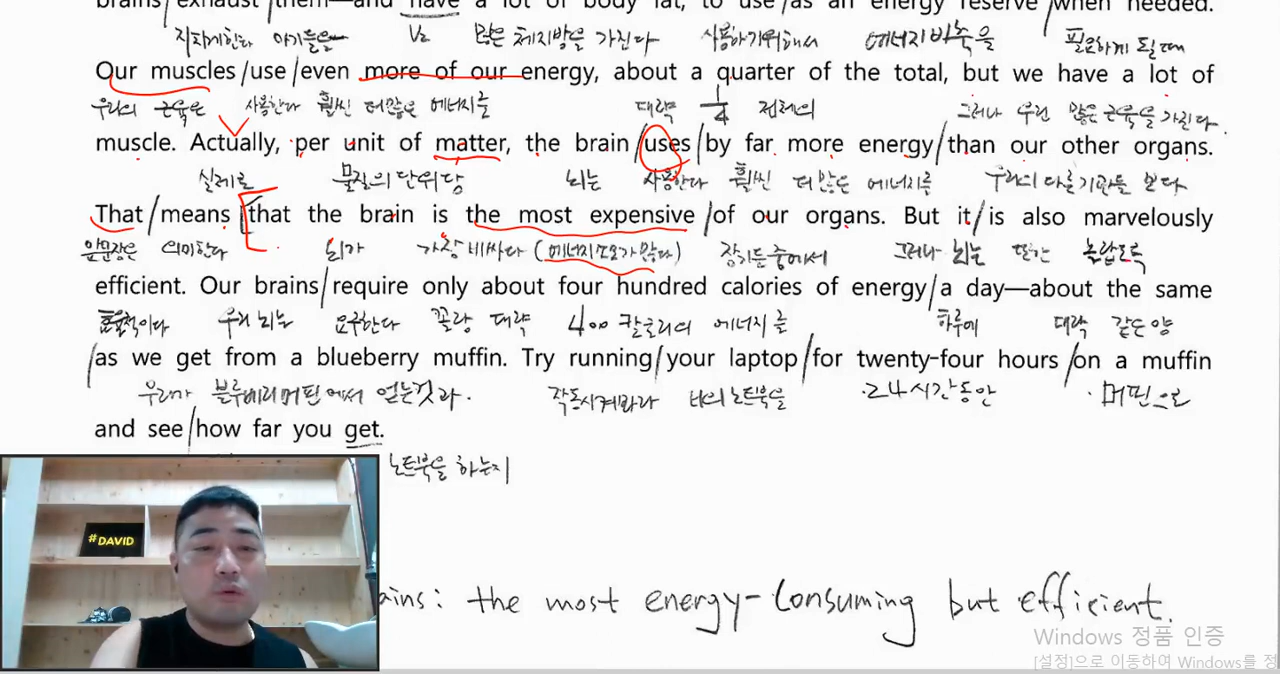 brains/exhaust/them—and have a lot of body fat, to use/as an energy reserve/when needed.
지치게한다 아기들을 V₂ 많은 체지방을 가진다 사용하기위해서 에너지비축을 필요하게 될때
Our muscles/use/even more of our energy, about a quarter of the total, but we have a lot of
우리의 근육은 사용한다 훨씬 더많은 에너지를 대략 1/4 전체의 그러나 우린 많은 근육을 가진다.
muscle. Actually, per unit of matter, the brain/uses/by far more energy/than our other organs.
실제로 물질의 단위당 뇌는 사용한다 훨씬 더많은 에너지를 우리의 다른기관들 보다
That/means [that the brain is the most expensive/of our organs. But it/is also marvelously
앞문장은 의미한다 뇌가 가장 비싸다 (에너지소모가 많다) 장기들 중에서 그러나 뇌는 또한 놀랍도록
efficient. Our brains/require only about four hundred calories of energy/a day—about the same
효율적이다 우리 뇌는 요구한다 꼴랑 대략 400 칼로리의 에너지를 하루에 대략 같은 양
/as we get from a blueberry muffin. Try running/your laptop/for twenty-four hours/on a muffin
우리가 블루베리 머핀에서 얻는것과. 작동시켜봐라 너의 노트북을 24시간동안 머핀으로
and see/how far you get.
노트북을 하는지
#DAVID
ains: the most energy-consuming but efficient.
Windows 정품 인증
[설정]으로 이동하여 Windows를 정